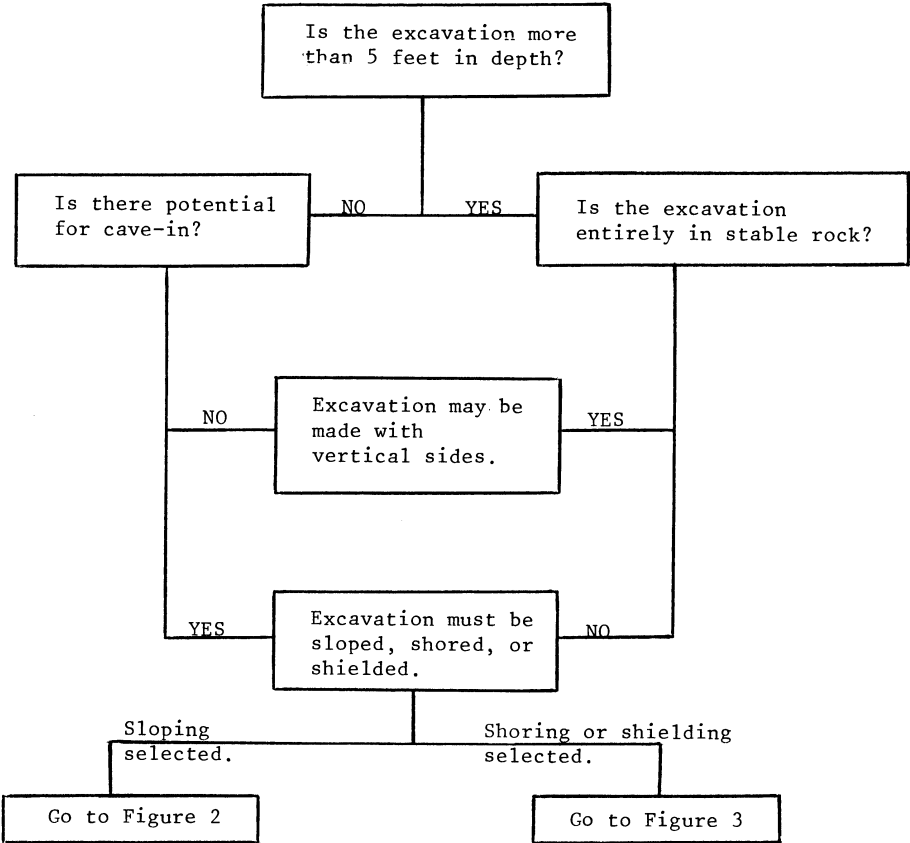 Is the excavation more
than 5 feet in depth?
NO
YES
Is there potential
for cave-in?
Is the excavation
entirely in stable rock?
NO
Excavation may be
made with
vertical sides.
YES
YES
Excavation must be
sloped, shored, or
shielded.
NO
Sloping
selected.
Shoring or shielding
selected.
Go to Figure 2
Go to Figure 3